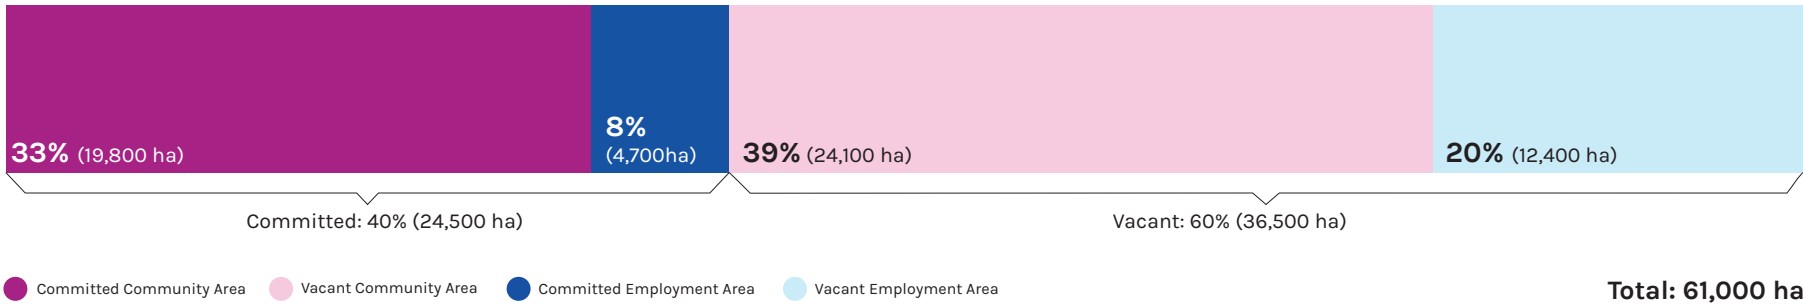 33% (19,800 ha)
8%
(4,700ha)
39% (24,100 ha)
20% (12,400 ha)
Committed: 40% (24,500 ha)
Vacant: 60% (36,500 ha)
Committed Community Area
Vacant Community Area
Committed Employment Area
Vacant Employment Area
Total: 61,000 ha